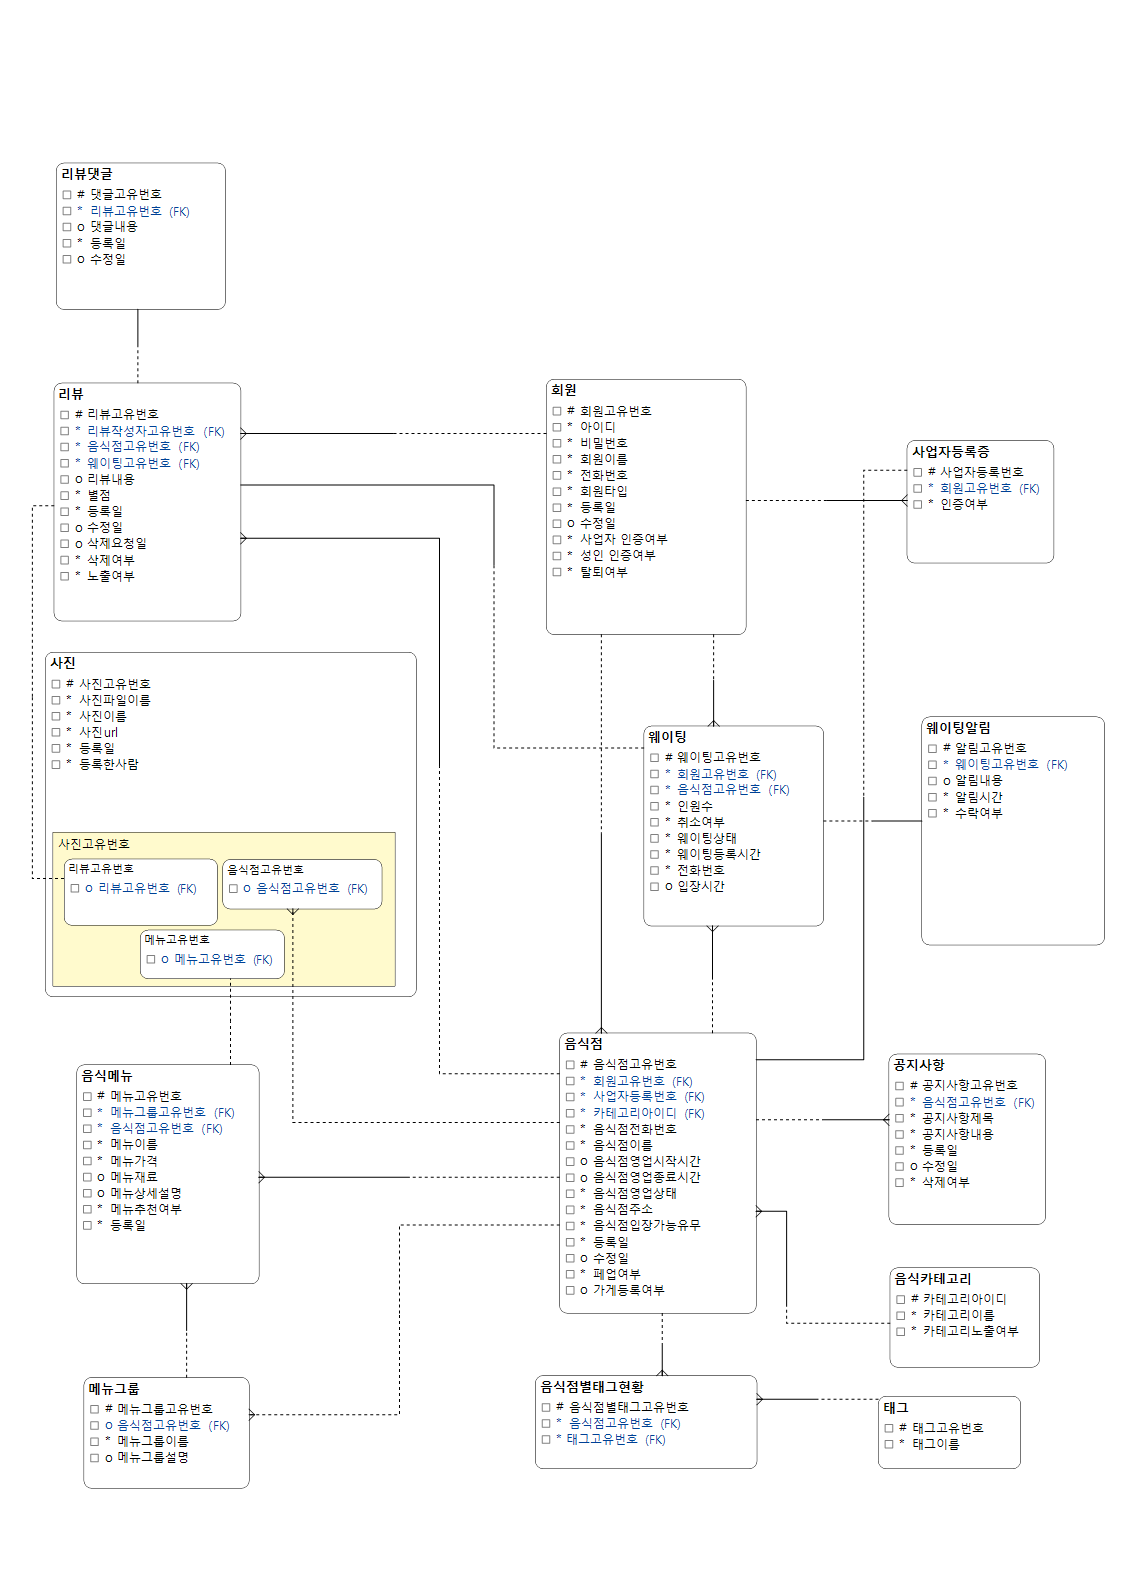 리뷰댓글
# 댓글고유번호
* 리뷰고유번호 (FK)
o 댓글내용
* 등록일
o 수정일
리뷰
# 리뷰고유번호
* 리뷰작성자고유번호 (FK)
* 음식점고유번호 (FK)
* 웨이팅고유번호 (FK)
o 리뷰내용
* 별점
* 등록일
o 수정일
o 삭제요청일
* 삭제여부
* 노출여부
회원
# 회원고유번호
* 아이디
* 비밀번호
* 회원이름
* 전화번호
* 회원타입
* 등록일
o 수정일
* 사업자 인증여부
* 성인 인증여부
* 탈퇴여부
사업자등록증
# 사업자등록번호
* 회원고유번호 (FK)
* 인증여부
사진
# 사진고유번호
* 사진파일이름
* 사진이름
* 사진url
* 등록일
* 등록한사람
사진고유번호
리뷰고유번호
o 리뷰고유번호 (FK)
음식점고유번호
o 음식점고유번호 (FK)
메뉴고유번호
o 메뉴고유번호 (FK)
웨이팅
# 웨이팅고유번호
* 회원고유번호 (FK)
* 음식점고유번호 (FK)
* 인원수
* 취소여부
* 웨이팅상태
* 웨이팅등록시간
* 전화번호
o 입장시간
웨이팅알림
# 알림고유번호
* 웨이팅고유번호 (FK)
o 알림내용
* 알림시간
* 수락여부
음식메뉴
# 메뉴고유번호
* 메뉴그룹고유번호 (FK)
* 음식점고유번호 (FK)
* 메뉴이름
* 메뉴가격
o 메뉴재료
o 메뉴상세설명
* 메뉴추천여부
* 등록일
음식점
# 음식점고유번호
* 회원고유번호 (FK)
* 사업자등록번호 (FK)
* 카테고리아이디 (FK)
* 음식점전화번호
* 음식점이름
o 음식점영업시작시간
o 음식점영업종료시간
* 음식점영업상태
* 음식점주소
* 음식점입장가능유무
* 등록일
o 수정일
* 페업여부
o 가게등록여부
공지사항
# 공지사항고유번호
* 음식점고유번호 (FK)
* 공지사항제목
* 공지사항내용
* 등록일
o 수정일
* 삭제여부
음식카테고리
# 카테고리아이디
* 카테고리이름
* 카테고리노출여부
메뉴그룹
# 메뉴그룹고유번호
o 음식점고유번호 (FK)
* 메뉴그룹이름
o 메뉴그룹설명
음식점별태그현황
# 음식점별태그고유번호
* 음식점고유번호 (FK)
* 태그고유번호 (FK)
태그
# 태그고유번호
* 태그이름